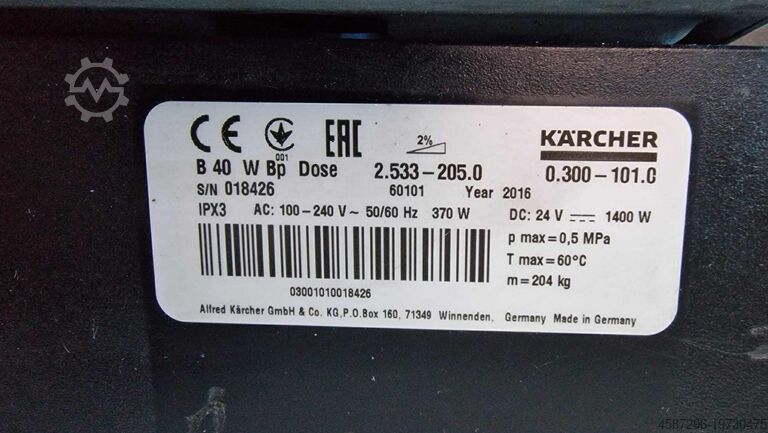 CE 001 EAC 2% KÄRCHER
B 40 W Bp Dose 2.533-205.0 0.300-101.0
S/N 018426 60101 Year 2016
IPX3 AC: 100-240 V~ 50/60 Hz 370 W DC: 24 V ⎓ 1400 W
p max=0,5 MPa
T max=60°C
m=204 kg
03001010018426
Alfred Kärcher GmbH & Co. KG,P.O.Box 160, 71349 Winnenden, Germany Made in Germany
4587296-19730475